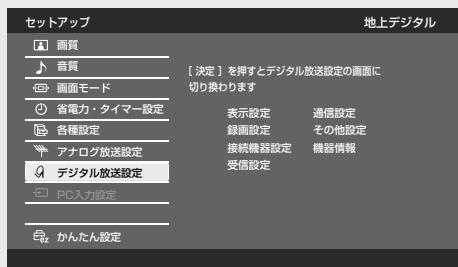 セットアップ
地上デジタル
画質
音質
画面モード
省電力・タイマー設定
各種設定
アナログ放送設定
デジタル放送設定
PC入力設定
かんたん設定
[ 決定 ] を押すとデジタル放送設定の画面に
切り換わります
表示設定 通信設定
録画設定 その他設定
接続機器設定 機器情報
受信設定